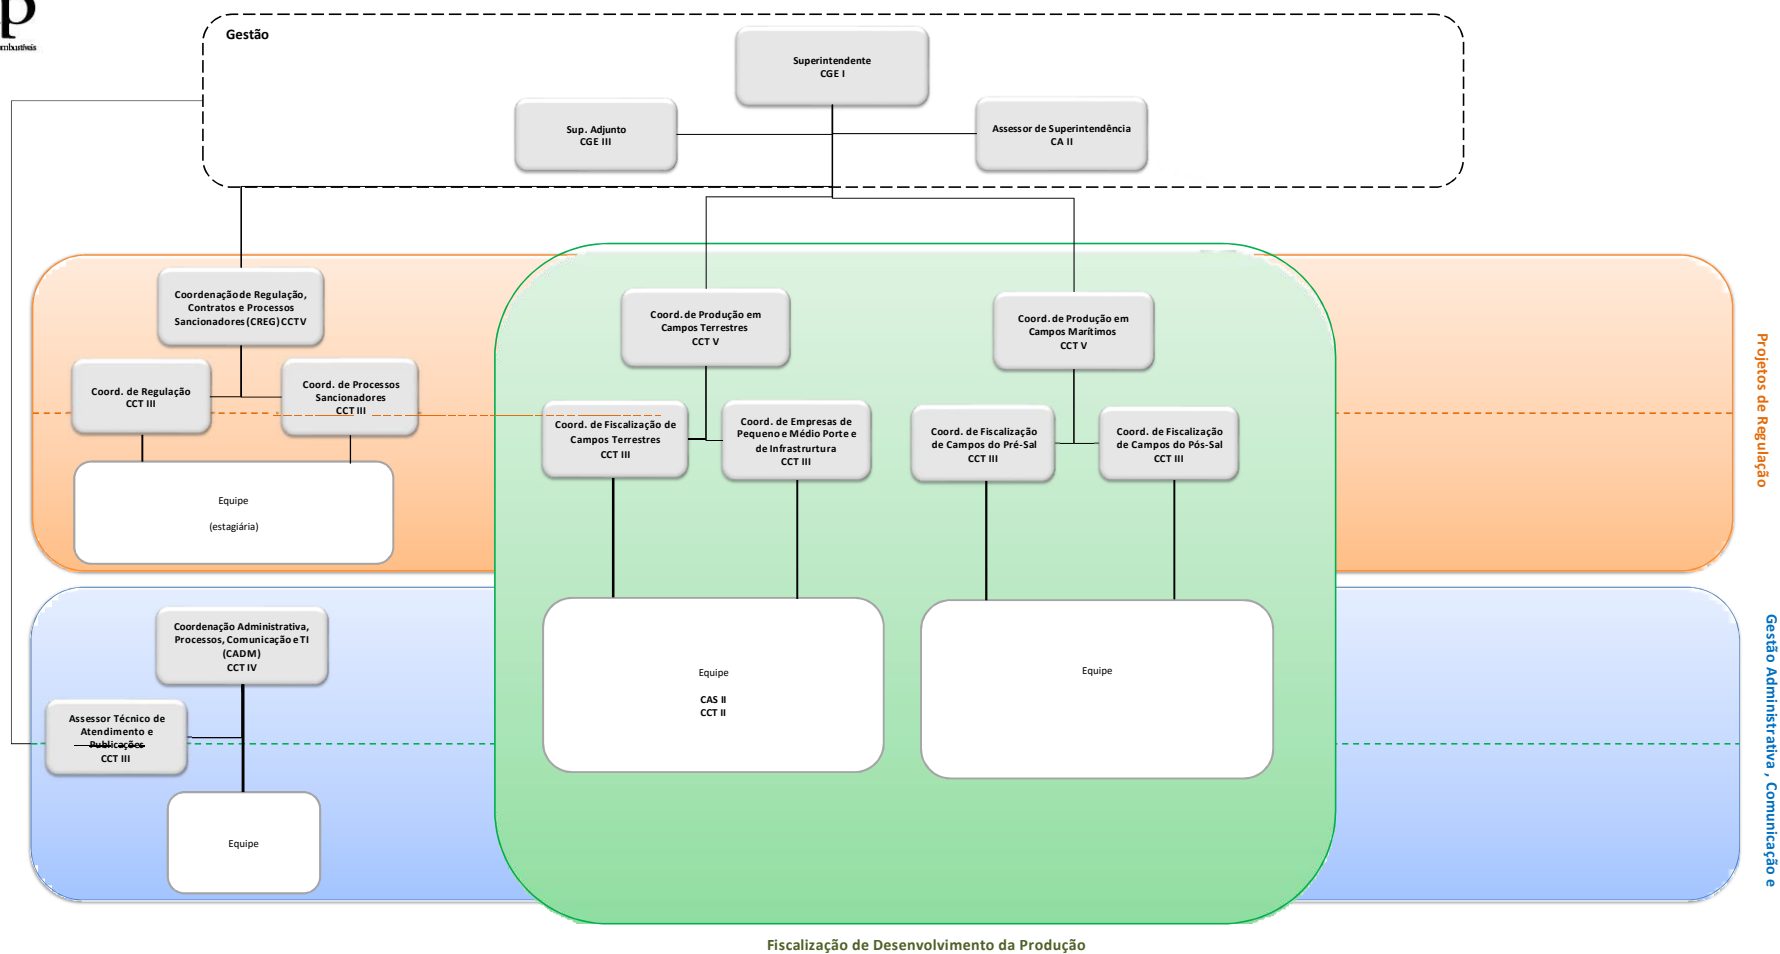 p
mbustíveis
Gestão
Superintendente
CGE I
Sup. Adjunto
CGE III
Assessor de Superintendência
CA II
Coordenação de Regulação,
Contratos e Processos
Sancionadores (CREG) CCT V
Coord. de Regulação
CCT III
Coord. de Processos
Sancionadores
CCT III
Equipe
(estagiária)
Coord. de Produção em
Campos Terrestres
CCT V
Coord. de Produção em
Campos Marítimos
CCT V
Coord. de Fiscalização de
Campos Terrestres
CCT III
Coord. de Empresas de
Pequeno e Médio Porte e
de Infrastrurtura
CCT III
Coord. de Fiscalização
de Campos do Pré-Sal
CCT III
Coord. de Fiscalização
de Campos do Pós-Sal
CCT III
Projetos de Regulação
Coordenação Administrativa,
Processos, Comunicação e TI
(CADM)
CCT IV
Assessor Técnico de
Atendimento e
Publicações
CCT III
Equipe
Equipe
CAS II
CCT II
Equipe
Gestão Administrativa , Comunicação e
Fiscalização de Desenvolvimento da Produção